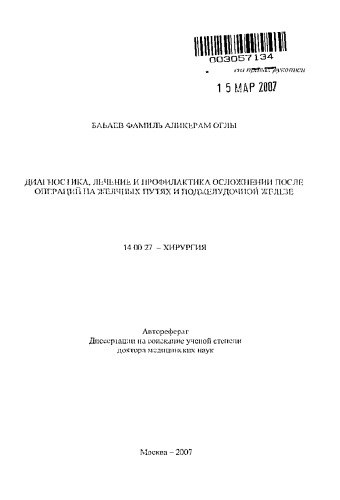 003057134
на правах рукописи
15 МАР 2007
БАБАЕВ ФАМИЛЬ АЛИКЕРАМ ОГЛЫ
ДИАГНОСТИКА, ЛЕЧЕНИЕ И ПРОФИЛАКТИКА ОСЛОЖНЕНИЙ ПОСЛЕ
ОПЕРАЦИЙ НА ЖЕЛЧНЫХ ПУТЯХ И ПОДЖЕЛУДОЧНОЙ ЖЕЛЕЗЕ
14 00 27 – ХИРУРГИЯ
Автореферат
Диссертации на соискание ученой степени
доктора медицинских наук
Москва – 2007